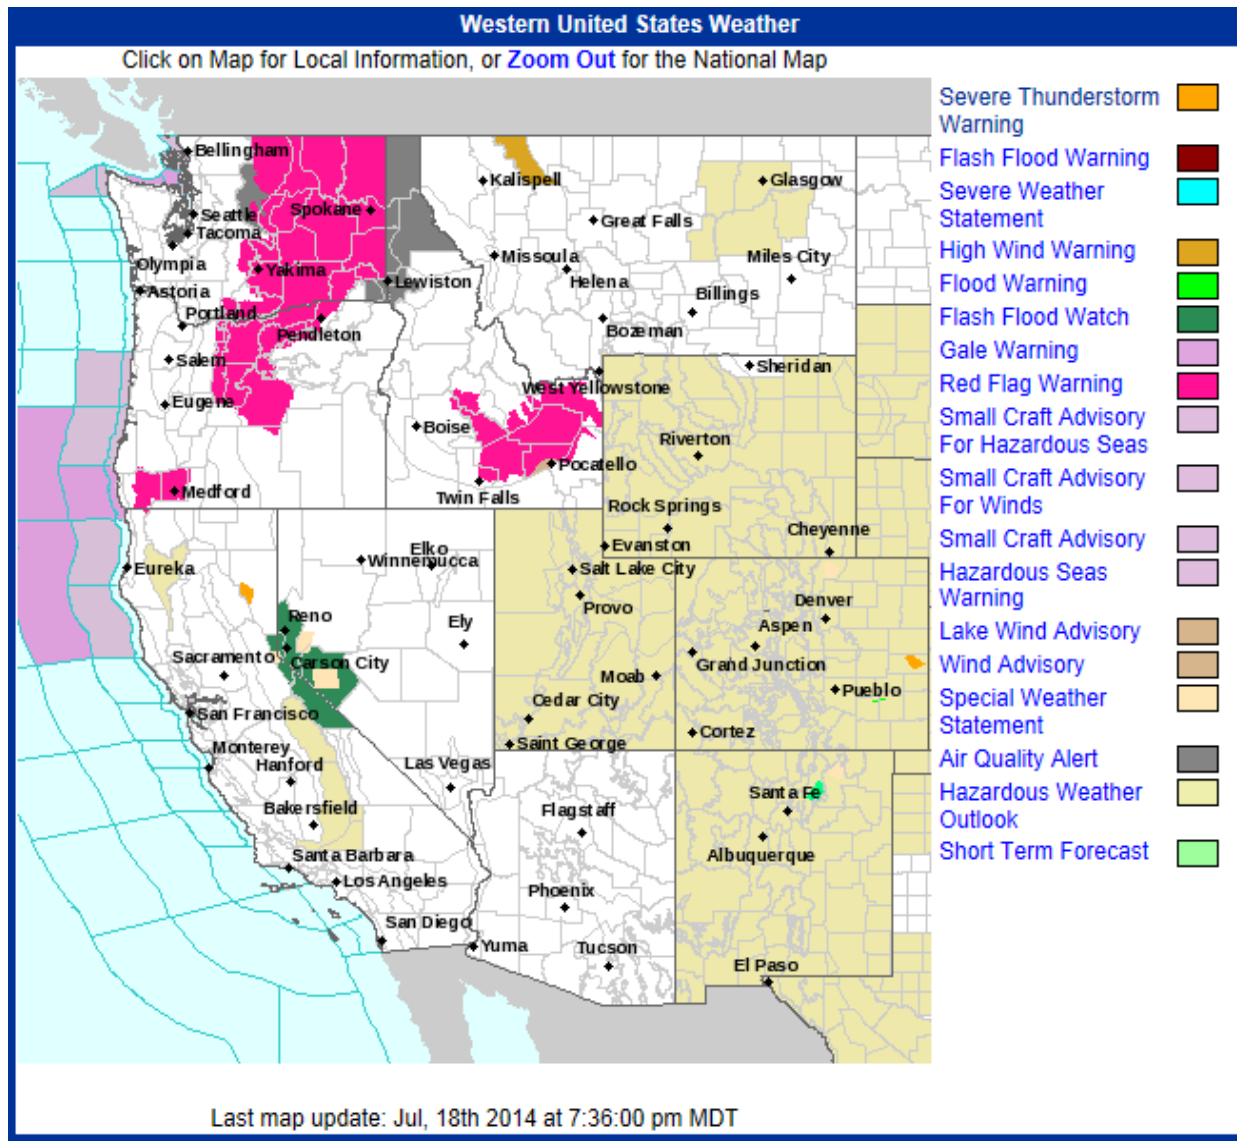 Western United States Weather
Click on Map for Local Information, or Zoom Out for the National Map
Bellingham
Seattle
Tacoma
Olympia
Astoria
Portland
Salem
Eugene
Medford
Spokane
Yakima
Pendleton
Lewiston
Kalispell
Missoula
Great Falls
Helena
Glasgow
Miles City
Billings
Bozeman
West Yellowstone
Sheridan
Boise
Pocatello
Twin Falls
Riverton
Rock Springs
Cheyenne
Evanston
Eureka
Elko
Winnemucca
Reno
Ely
Sacramento
Carson City
San Francisco
Monterey
Hanford
Bakersfield
Las Vegas
Santa Barbara
Los Angeles
San Diego
Salt Lake City
Provo
Moab
Cedar City
Saint George
Denver
Aspen
Grand Junction
Pueblo
Cortez
Santa Fe
Albuquerque
El Paso
Flagstaff
Phoenix
Tucson
Yuma
Severe Thunderstorm
Warning
Flash Flood Warning
Severe Weather
Statement
High Wind Warning
Flood Warning
Flash Flood Watch
Gale Warning
Red Flag Warning
Small Craft Advisory
For Hazardous Seas
Small Craft Advisory
For Winds
Small Craft Advisory
Hazardous Seas
Warning
Lake Wind Advisory
Wind Advisory
Special Weather
Statement
Air Quality Alert
Hazardous Weather
Outlook
Short Term Forecast
Last map update: Jul, 18th 2014 at 7:36:00 pm MDT